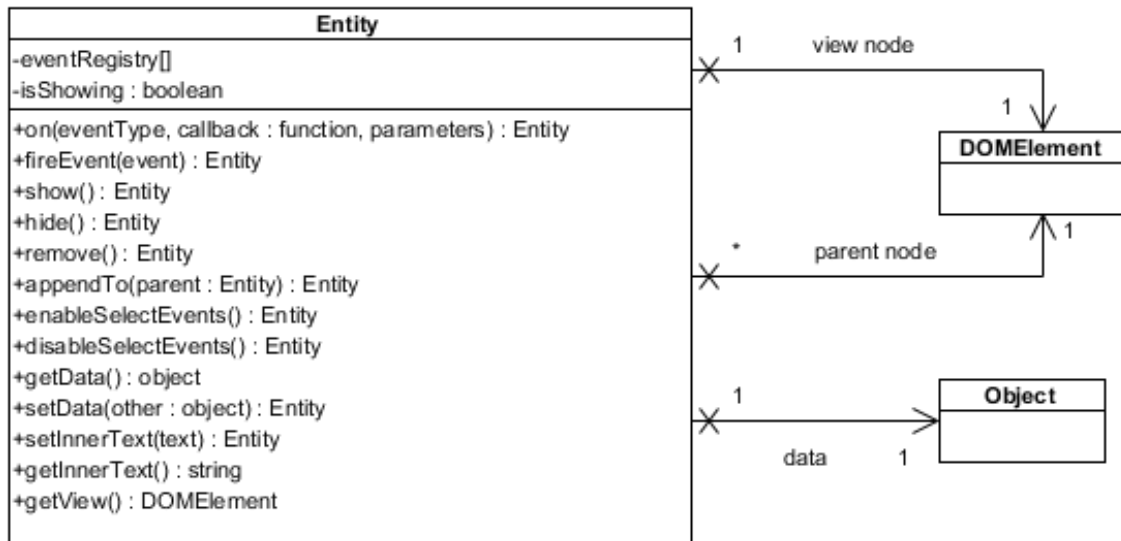 Entity
-eventRegistry[]
-isShowing : boolean
+on(eventType, callback : function, parameters) : Entity
+fireEvent(event) : Entity
+show() : Entity
+hide() : Entity
+remove() : Entity
+appendTo(parent : Entity) : Entity
+enableSelectEvents() : Entity
+disableSelectEvents() : Entity
+getData() : object
+setData(other : object) : Entity
+setInnerText(text) : Entity
+getInnerText() : string
+getView() : DOMElement
1 view node
1
DOMElement
1
* parent node
1
Object
data 1